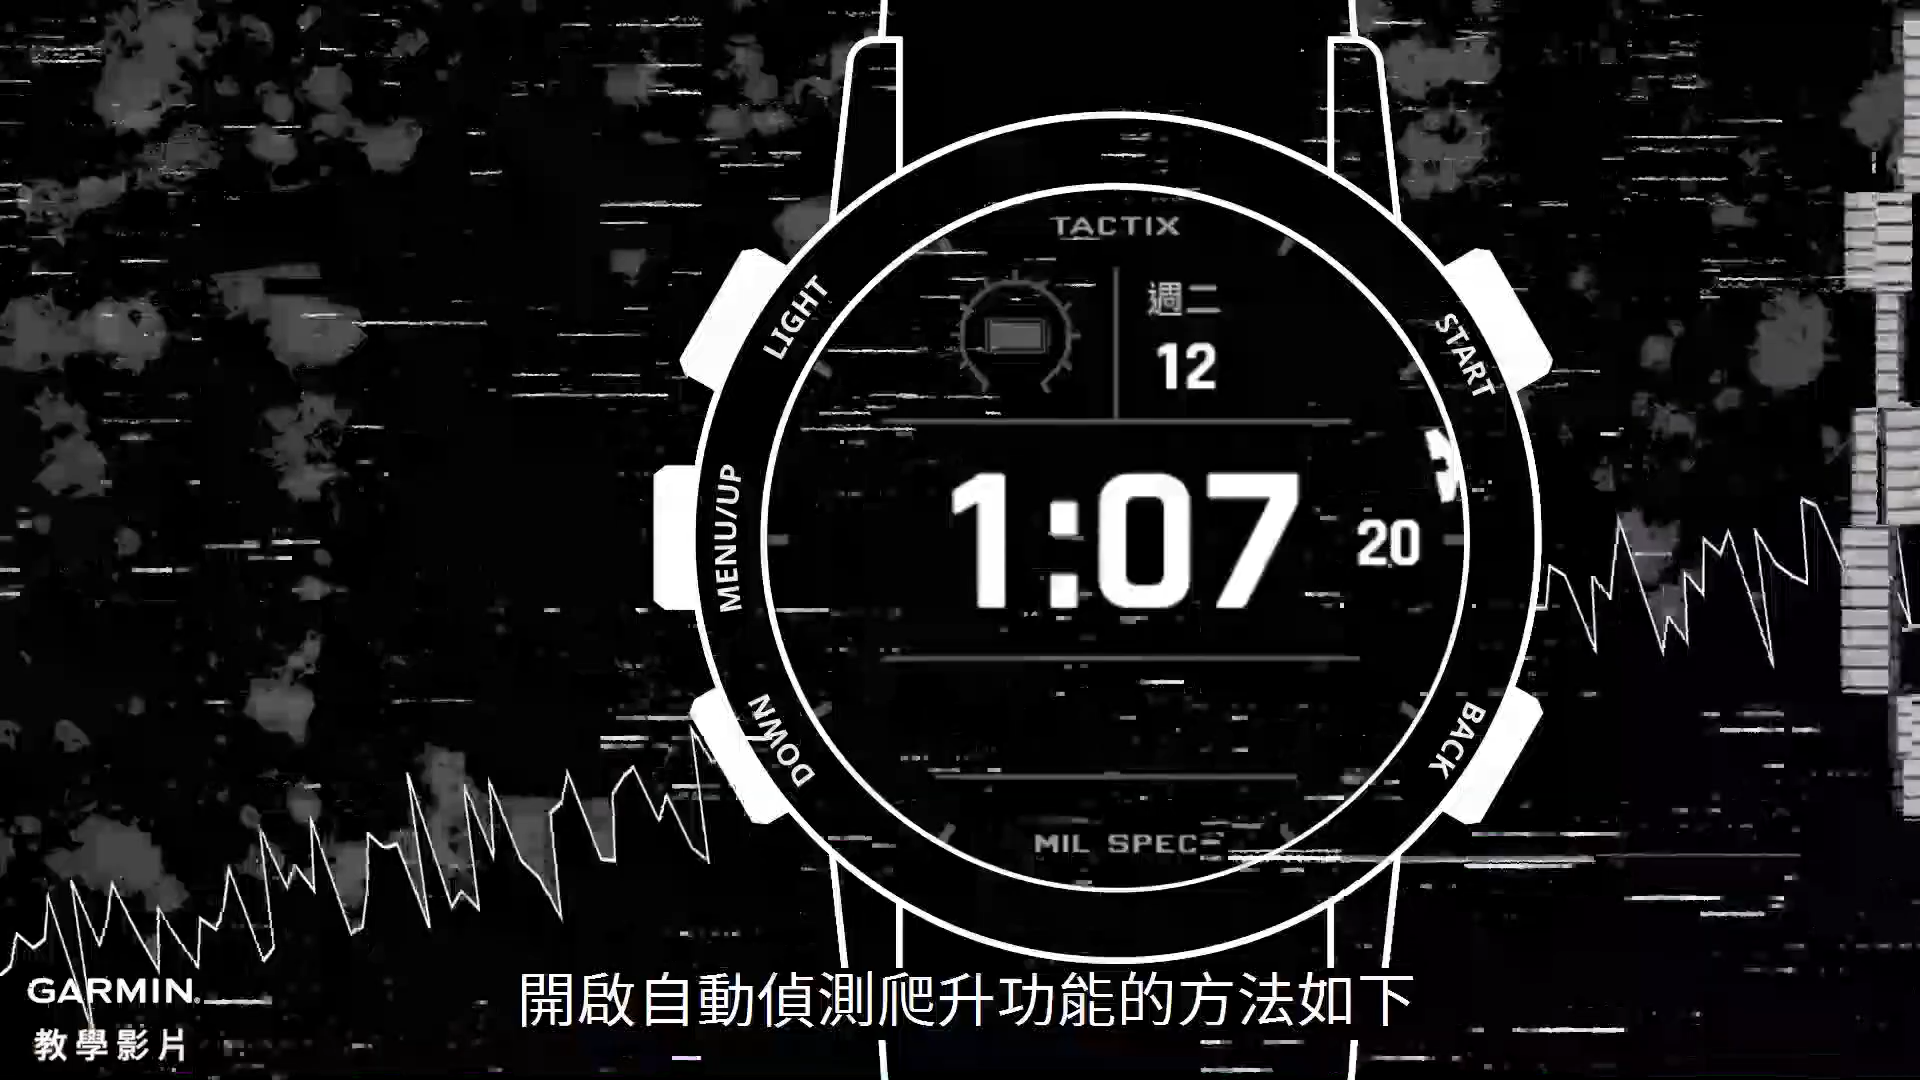 TACTIX
週二
12
LIGHT
START
1:07
20
MENU/UP
DOWN
BACK
MIL SPEC
開啟自動偵測爬升功能的方法如下
GARMIN
教學影片